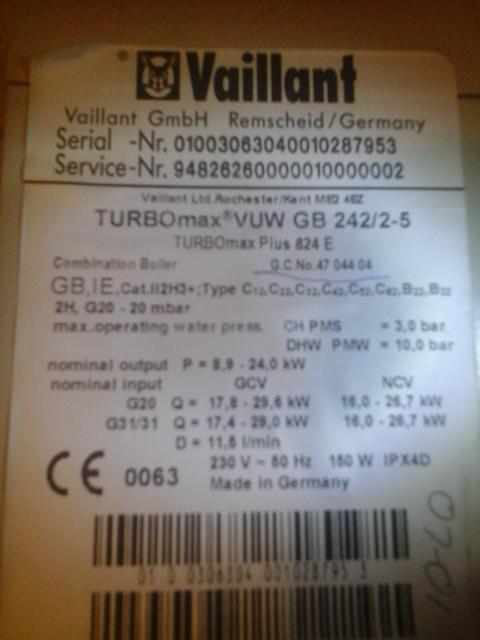 ® Vaillant
Vaillant GmbH Remscheid/Germany
Serial -Nr. 01003063040010287953
Service-Nr. 94826260000010000002
Vaillant Ltd.Rochester/Kent ME2 4EZ
TURBOmax® VUW GB 242/2-5
TURBOmax Plus 824 E
Combination Boiler G.C.No.47 044 04
GB,IE,Cat.II2H3+;Type C12,C22,C32,C42,C52,C82,B22,B32
2H, G20 - 20 mbar
max.operating water press. CH PMS = 3,0 bar
DHW PMW = 10,0 bar
nominal output P = 8,9 - 24,0 kW
nominal input GCV NCV
G20 Q = 17,8 - 29,6 kW 16,0 - 26,7 kW
G31/31 Q = 17,4 - 29,0 kW 16,0 - 26,7 kW
D = 11,5 l/min
230 V ~ 50 Hz 150 W IPX4D
CE 0063 Made in Germany
01 0 0306304 0010287953